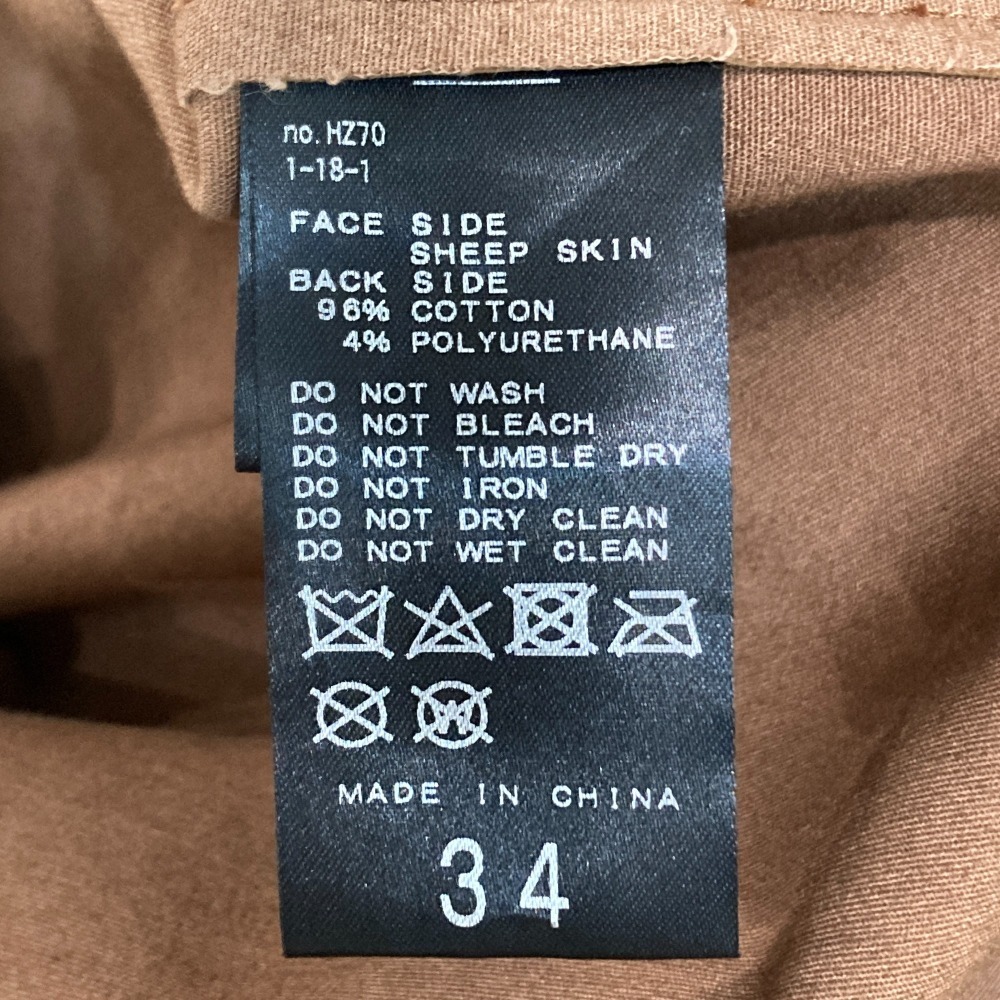 no.HZ70
1-18-1
FACE SIDE
SHEEP SKIN
BACK SIDE
96% COTTON
4% POLYURETHANE
DO NOT WASH
DO NOT BLEACH
DO NOT TUMBLE DRY
DO NOT IRON
DO NOT DRY CLEAN
DO NOT WET CLEAN
W
MADE IN CHINA
34